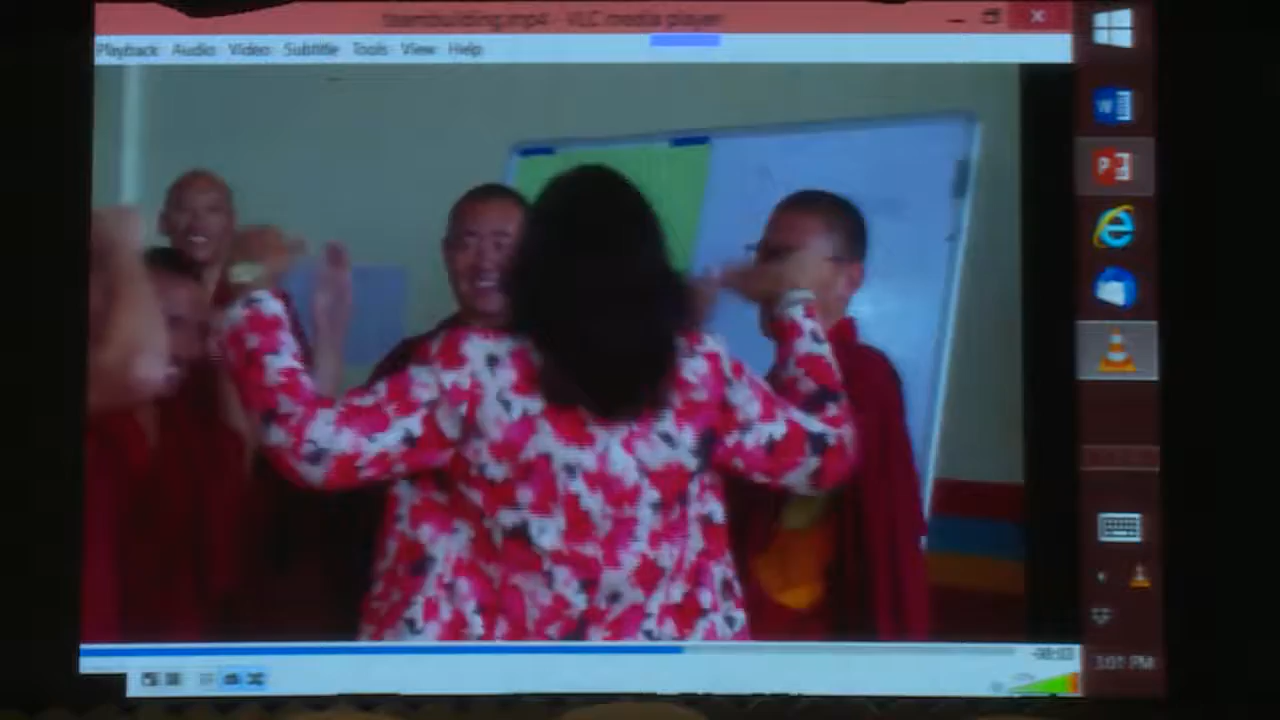 teambuilding.mp4 - VLC media player
Playback Audio Video Subtitle Tools View Help
3:01 PM